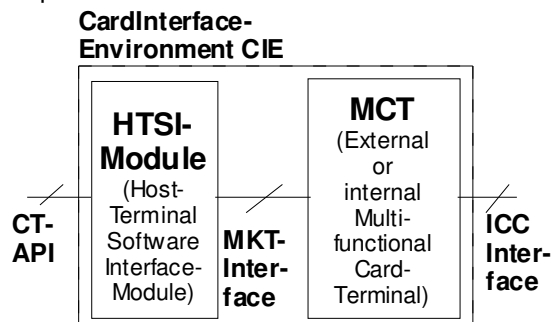 CardInterface-
Environment CIE
HTSI-
Module
(Host-
Terminal
Software
Interface-
Module)
MCT
(External
or
internal
Multi-
functional
Card-
Terminal)
CT-
API
MKT-
Inter-
face
ICC
Inter-
face